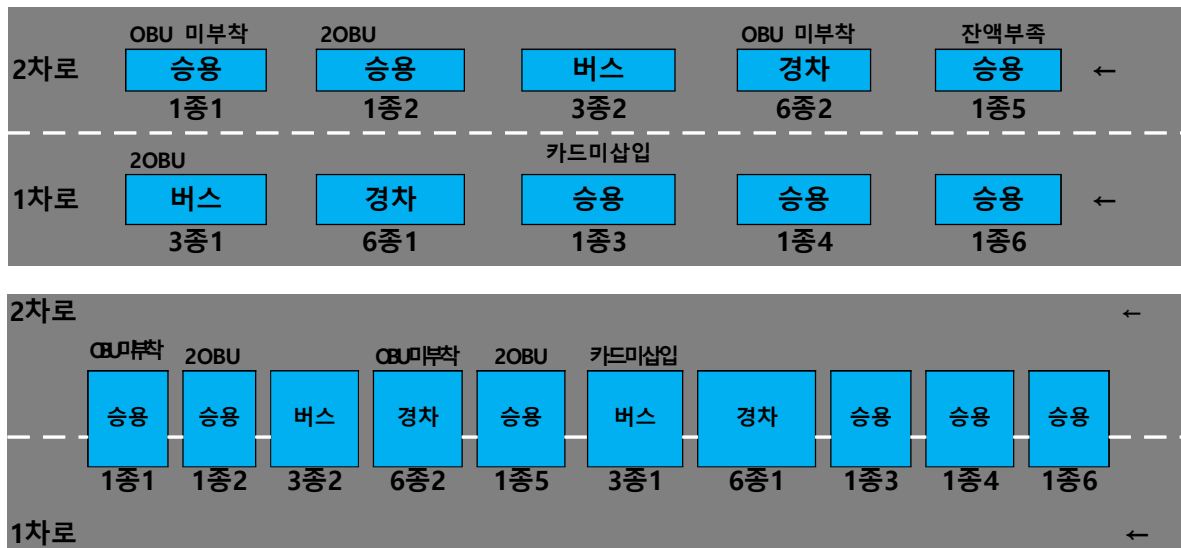 OBU 미부착 2OBU OBU 미부착 잔액부족
2차로 승용 승용 버스 경차 승용 ←
1종1 1종2 3종2 6종2 1종5
2OBU 카드미삽입
1차로 버스 경차 승용 승용 승용 ←
3종1 6종1 1종3 1종4 1종6
2차로 ←
OBU미부착 2OBU OBU미부착 2OBU 카드미삽입
승용 승용 버스 경차 승용 버스 경차 승용 승용 승용
1종1 1종2 3종2 6종2 1종5 3종1 6종1 1종3 1종4 1종6
1차로 ←